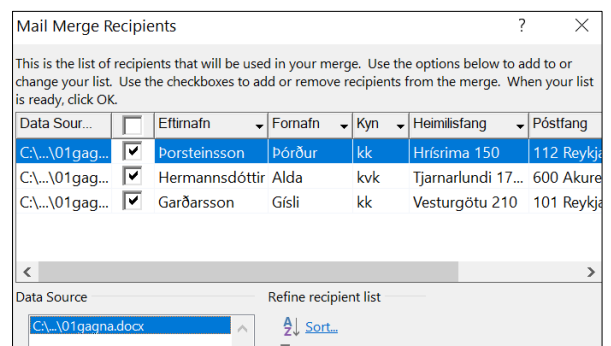 Mail Merge Recipients ?
This is the list of recipients that will be used in your merge. Use the options below to add to or
change your list. Use the checkboxes to add or remove recipients from the merge. When your list
is ready, click OK.
Data Sour... Eftirnafn Fornafn Kyn Heimilisfang Póstfang
C:\...\01gag... Þorsteinsson Þórður kk Hrísrima 150 112 Reykja
C:\...\01gag... Hermannsdóttir Alda kvk Tjarnarlundi 17... 600 Akure
C:\...\01gag... Garðarsson Gísli kk Vesturgötu 210 101 Reykja
Data Source Refine recipient list
C:\...\01gagna.docx Sort...